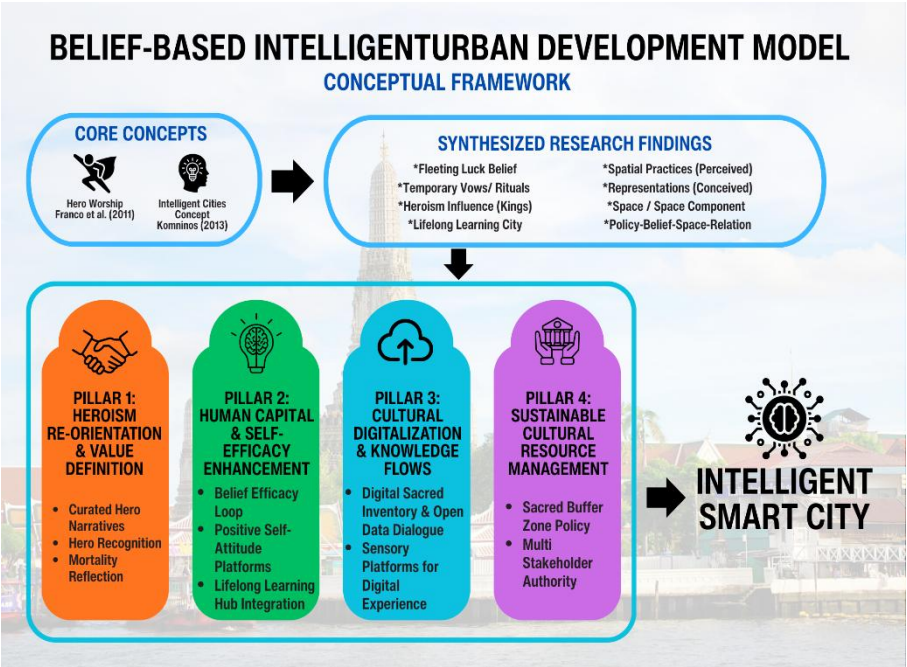 BELIEF-BASED INTELLIGENTURBAN DEVELOPMENT MODEL
CONCEPTUAL FRAMEWORK
CORE CONCEPTS
Hero Worship
Franco et al. (2011)
Intelligent Cities
Concept
Komninos (2013)
SYNTHESIZED RESEARCH FINDINGS
*Fleeting Luck Belief
*Temporary Vows/ Rituals
*Heroism Influence (Kings)
*Lifelong Learning City
*Spatial Practices (Perceived)
*Representations (Conceived)
*Space / Space Component
*Policy-Belief-Space-Relation
PILLAR 1:
HEROISM
RE-ORIENTATION
& VALUE
DEFINITION
• Curated Hero
Narratives
• Hero Recognition
• Mortality
Reflection
PILLAR 2:
HUMAN CAPITAL
& SELF-
EFFICACY
ENHANCEMENT
• Belief Efficacy
Loop
• Positive Self-
Attitude
Platforms
• Lifelong Learning
Hub Integration
PILLAR 3:
CULTURAL
DIGITALIZATION
& KNOWLEDGE
FLOWS
• Digital Sacred
Inventory & Open
Data Dialogue
• Sensory
Platforms for
Digital
Experience
PILLAR 4:
SUSTAINABLE
CULTURAL
RESOURCE
MANAGEMENT
• Sacred Buffer
Zone Policy
• Multi
Stakeholder
Authority
INTELLIGENT
SMART CITY